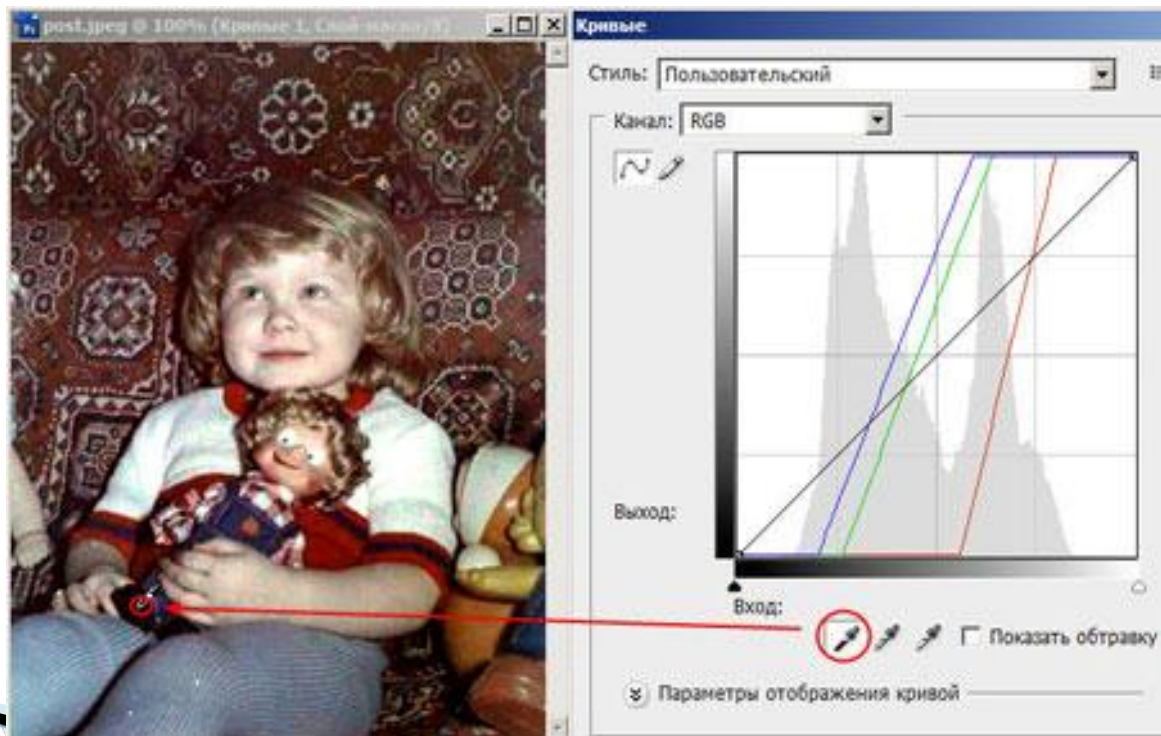 post.jpeg @ 100% (Кривые 1, Слой-маска/8)
Кривые
Стиль: Пользовательский
Канал: RGB
Выход:
Вход:
Показать обтравку
Параметры отображения кривой